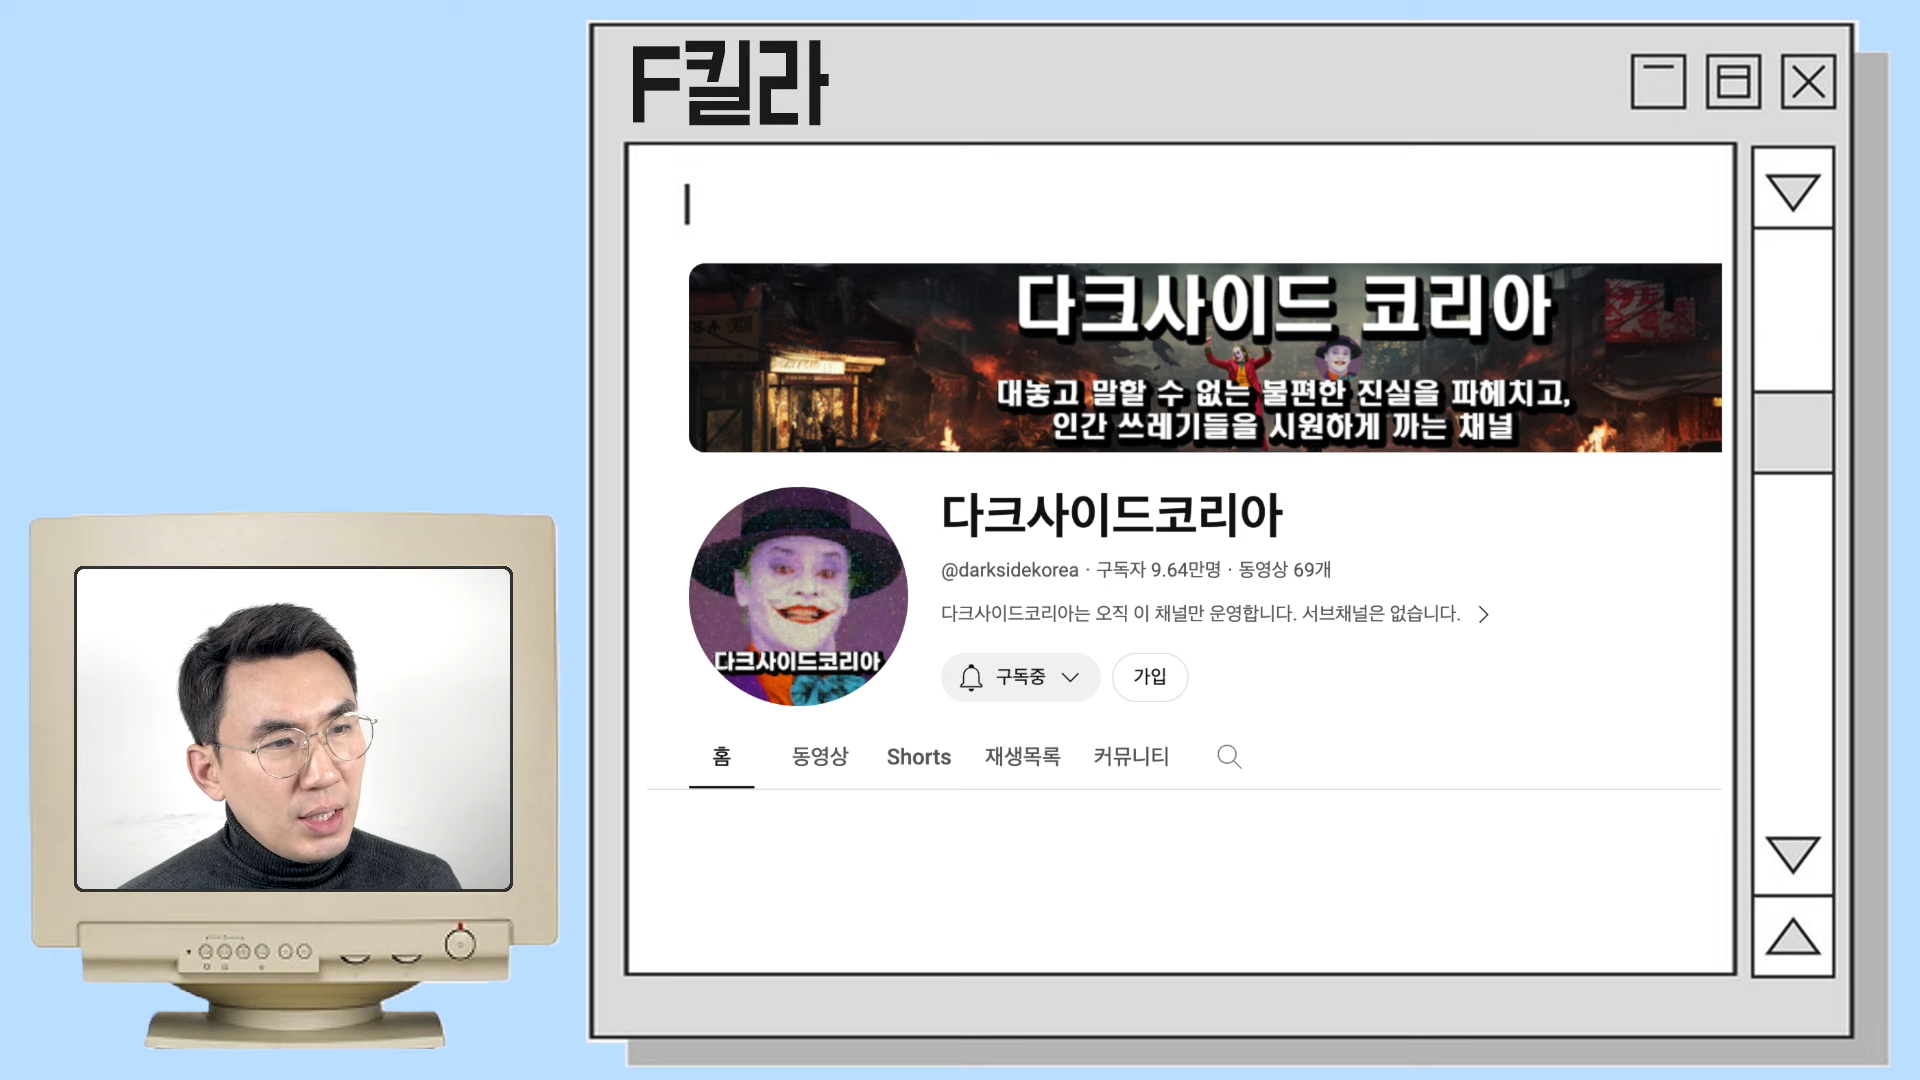 F킬라
다크사이드 코리아
대놓고 말할 수 없는 불편한 진실을 파헤치고,
인간 쓰레기들을 시원하게 까는 채널
다크사이드코리아
다크사이드코리아
@darksidekorea · 구독자 9.64만명 · 동영상 69개
다크사이드코리아는 오직 이 채널만 운영합니다. 서브채널은 없습니다.
구독중 가입
홈 동영상 Shorts 재생목록 커뮤니티